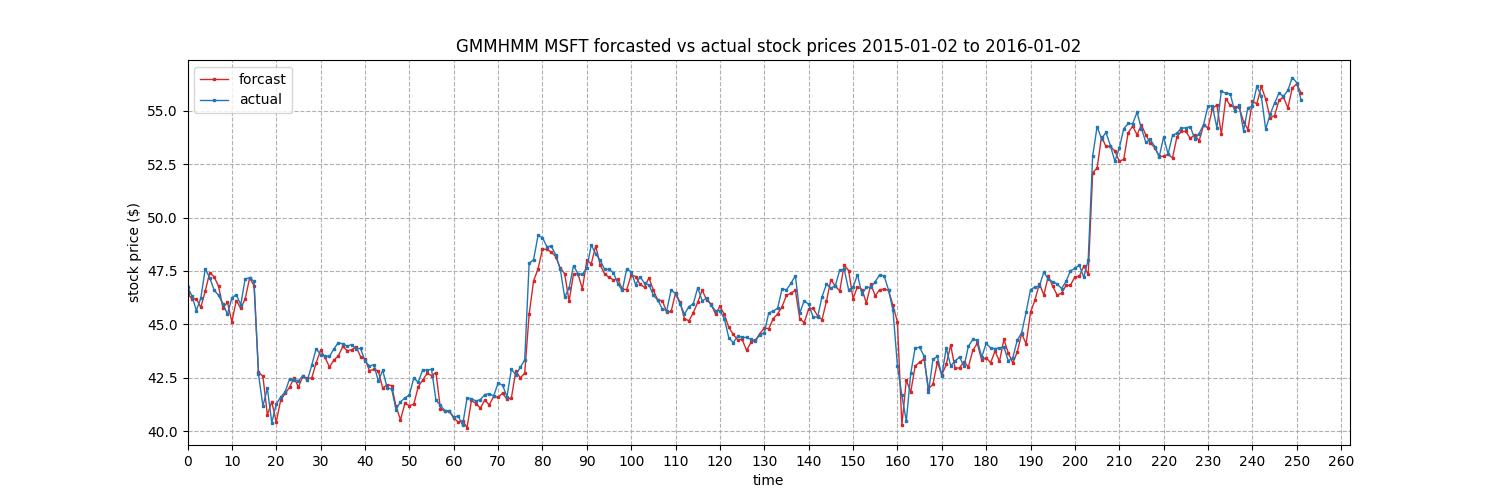 GMMHMM MSFT forcasted vs actual stock prices 2015-01-02 to 2016-01-02
forcast
actual
stock price ($)
55.0
52.5
50.0
47.5
45.0
42.5
40.0
0 10 20 30 40 50 60 70 80 90 100 110 120 130 140 150 160 170 180 190 200 210 220 230 240 250 260
time